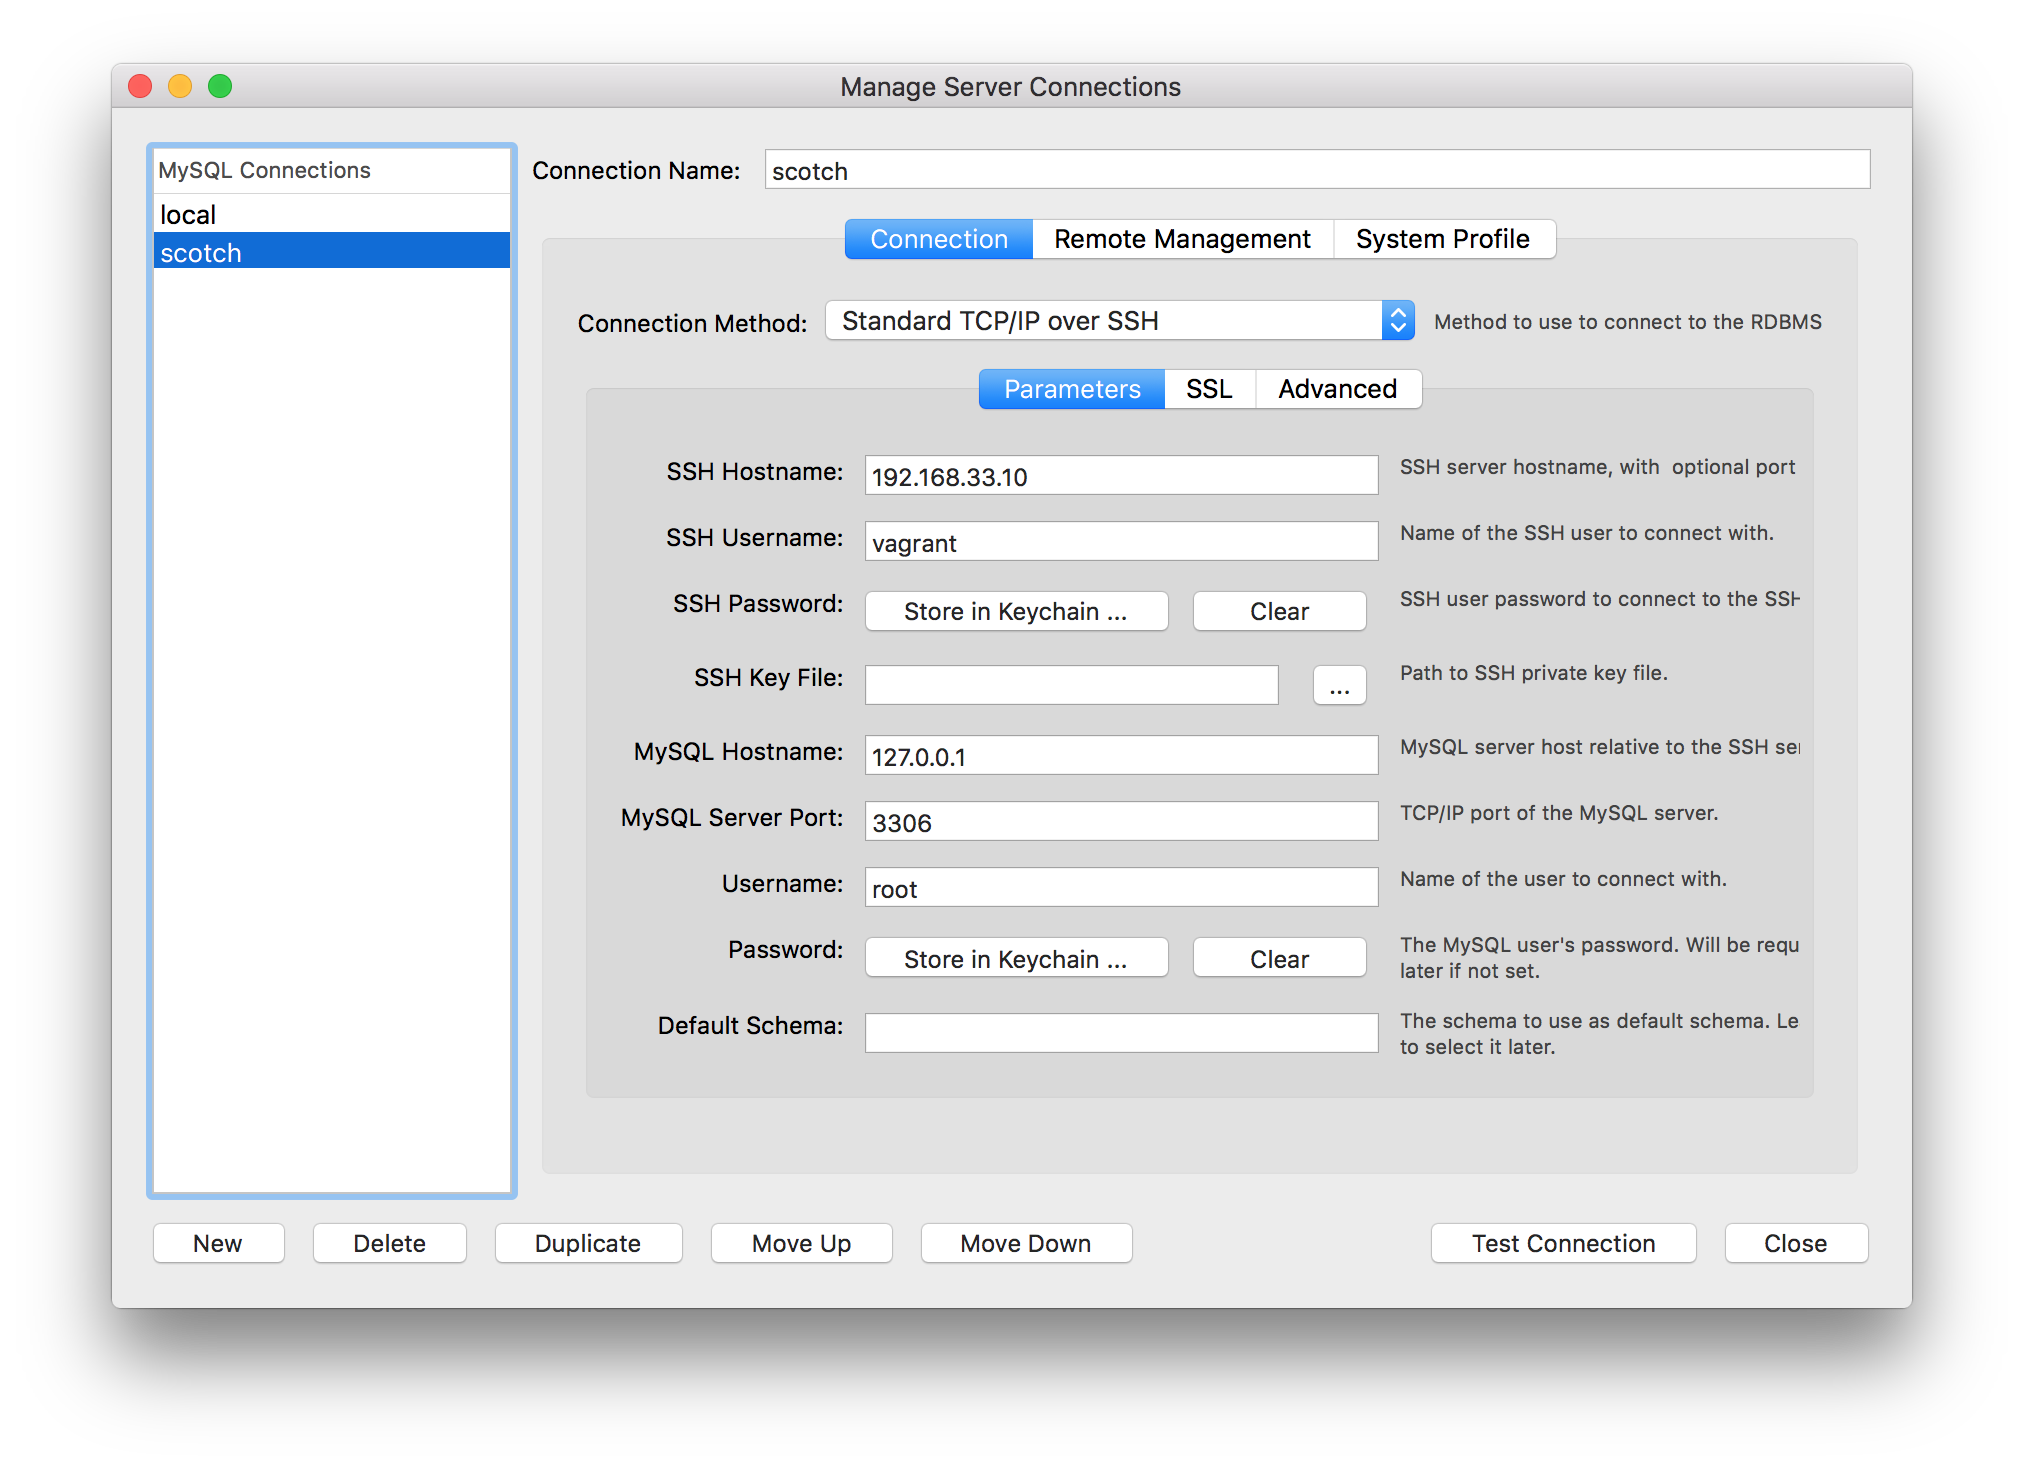 Manage Server Connections
MySQL Connections
local
scotch
Connection Name: scotch
Connection Remote Management System Profile
Connection Method: Standard TCP/IP over SSH Method to use to connect to the RDBMS
Parameters SSL Advanced
SSH Hostname: 192.168.33.10 SSH server hostname, with  optional port
SSH Username: vagrant Name of the SSH user to connect with.
SSH Password: Store in Keychain ... Clear SSH user password to connect to the SSH
SSH Key File: ... Path to SSH private key file.
MySQL Hostname: 127.0.0.1 MySQL server host relative to the SSH ser
MySQL Server Port: 3306 TCP/IP port of the MySQL server.
Username: root Name of the user to connect with.
Password: Store in Keychain ... Clear The MySQL user's password. Will be requ
later if not set.
Default Schema: The schema to use as default schema. Le
to select it later.
New Delete Duplicate Move Up Move Down Test Connection Close